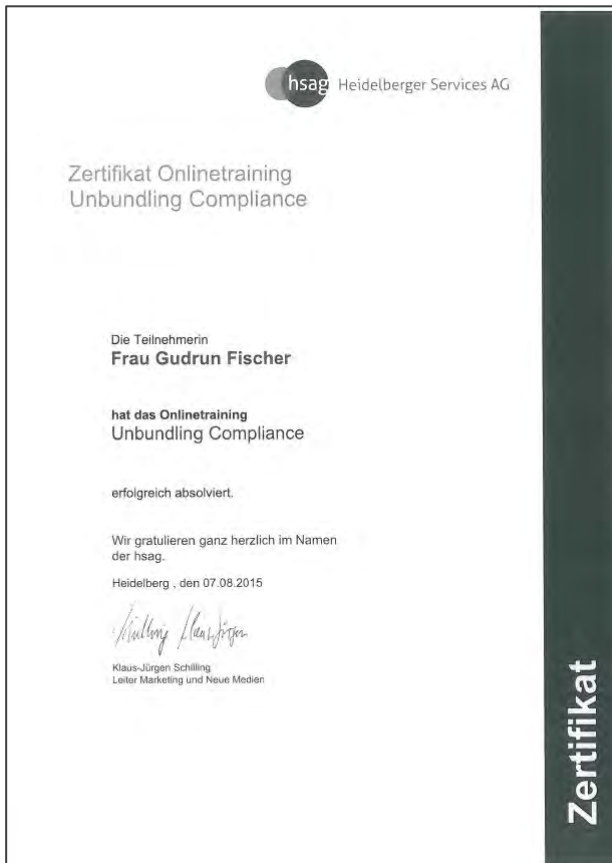 hsag Heidelberger Services AG
Zertifikat Onlinetraining
Unbundling Compliance
Die Teilnehmerin
Frau Gudrun Fischer
hat das Onlinetraining
Unbundling Compliance
erfolgreich absolviert.
Wir gratulieren ganz herzlich im Namen
der hsag.
Heidelberg , den 07.08.2015
Klaus-Jürgen Schilling
Leiter Marketing und Neue Medien
Zertifikat